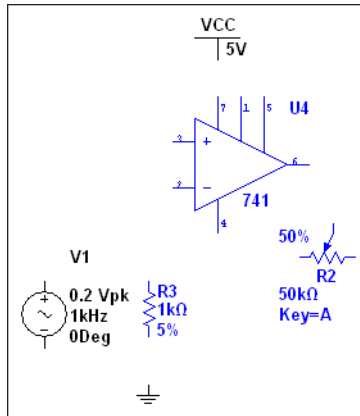 VCC
5V
7 1 5 U4
3 +
6
2 −
741
4
50%
V1
R2
0.2 Vpk R3
1kHz 1kΩ
0Deg 5%
50kΩ
Key=A